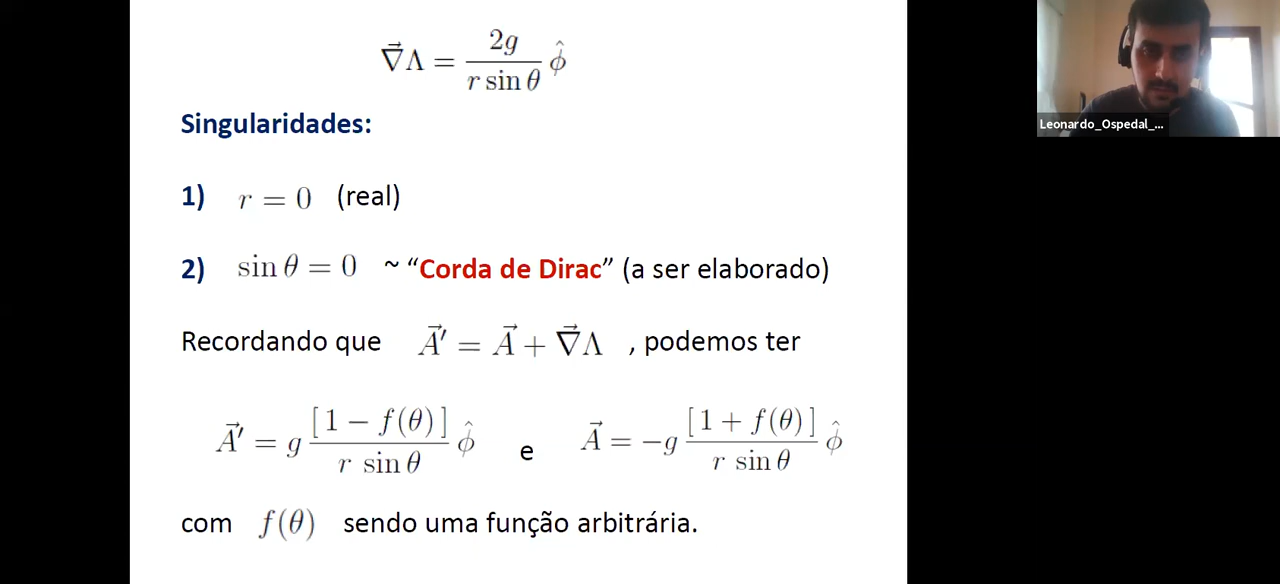 ∇⃗Λ = 2g / (r sin θ) ϕ̂
Singularidades:
1) r = 0 (real)
2) sin θ = 0 ~ “Corda de Dirac” (a ser elaborado)
Recordando que A⃗′ = A⃗ + ∇⃗Λ , podemos ter
A⃗′ = g [1 − f(θ)] / (r sin θ) ϕ̂ e A⃗ = −g [1 + f(θ)] / (r sin θ) ϕ̂
com f(θ) sendo uma função arbitrária.
Leonardo_Ospedal_...